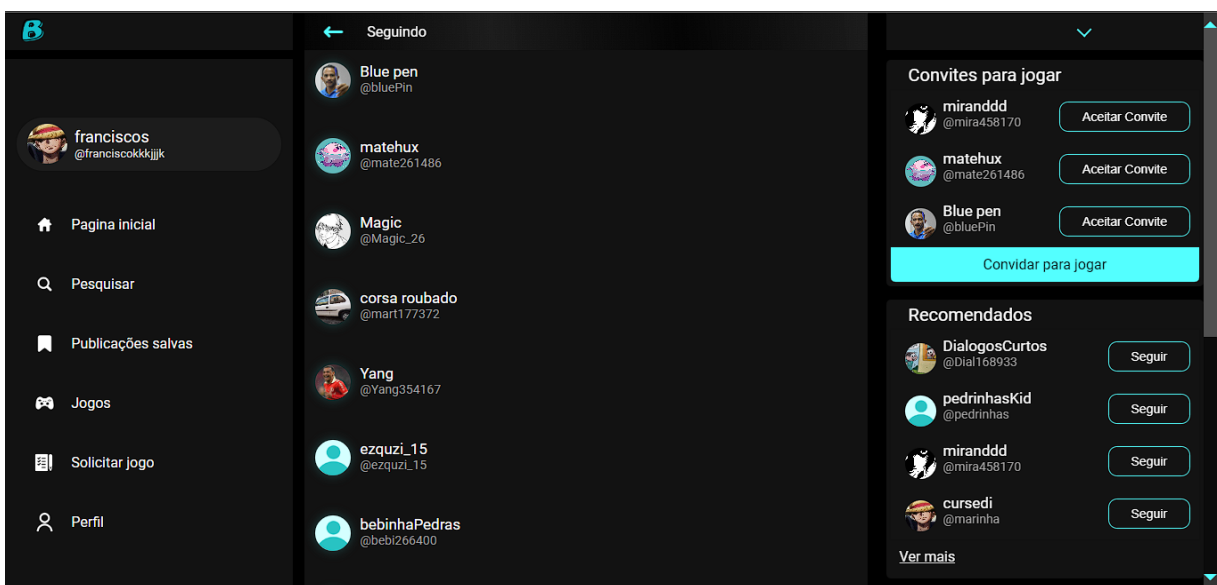 B
franciscos
@franciscokkkjjjk
Pagina inicial
Pesquisar
Publicações salvas
Jogos
Solicitar jogo
Perfil
Seguindo
Blue pen
@bluePin
matehux
@mate261486
Magic
@Magic_26
corsa roubado
@mart177372
Yang
@Yang354167
ezquzi_15
@ezquzi_15
bebinhaPedras
@bebi266400
Convites para jogar
miranddd
@mira458170
Aceitar Convite
matehux
@mate261486
Aceitar Convite
Blue pen
@bluePin
Aceitar Convite
Convidar para jogar
Recomendados
DialogosCurtos
@Dial168933
Seguir
pedrinhasKid
@pedrinhas
Seguir
miranddd
@mira458170
Seguir
cursedi
@marinha
Seguir
Ver mais